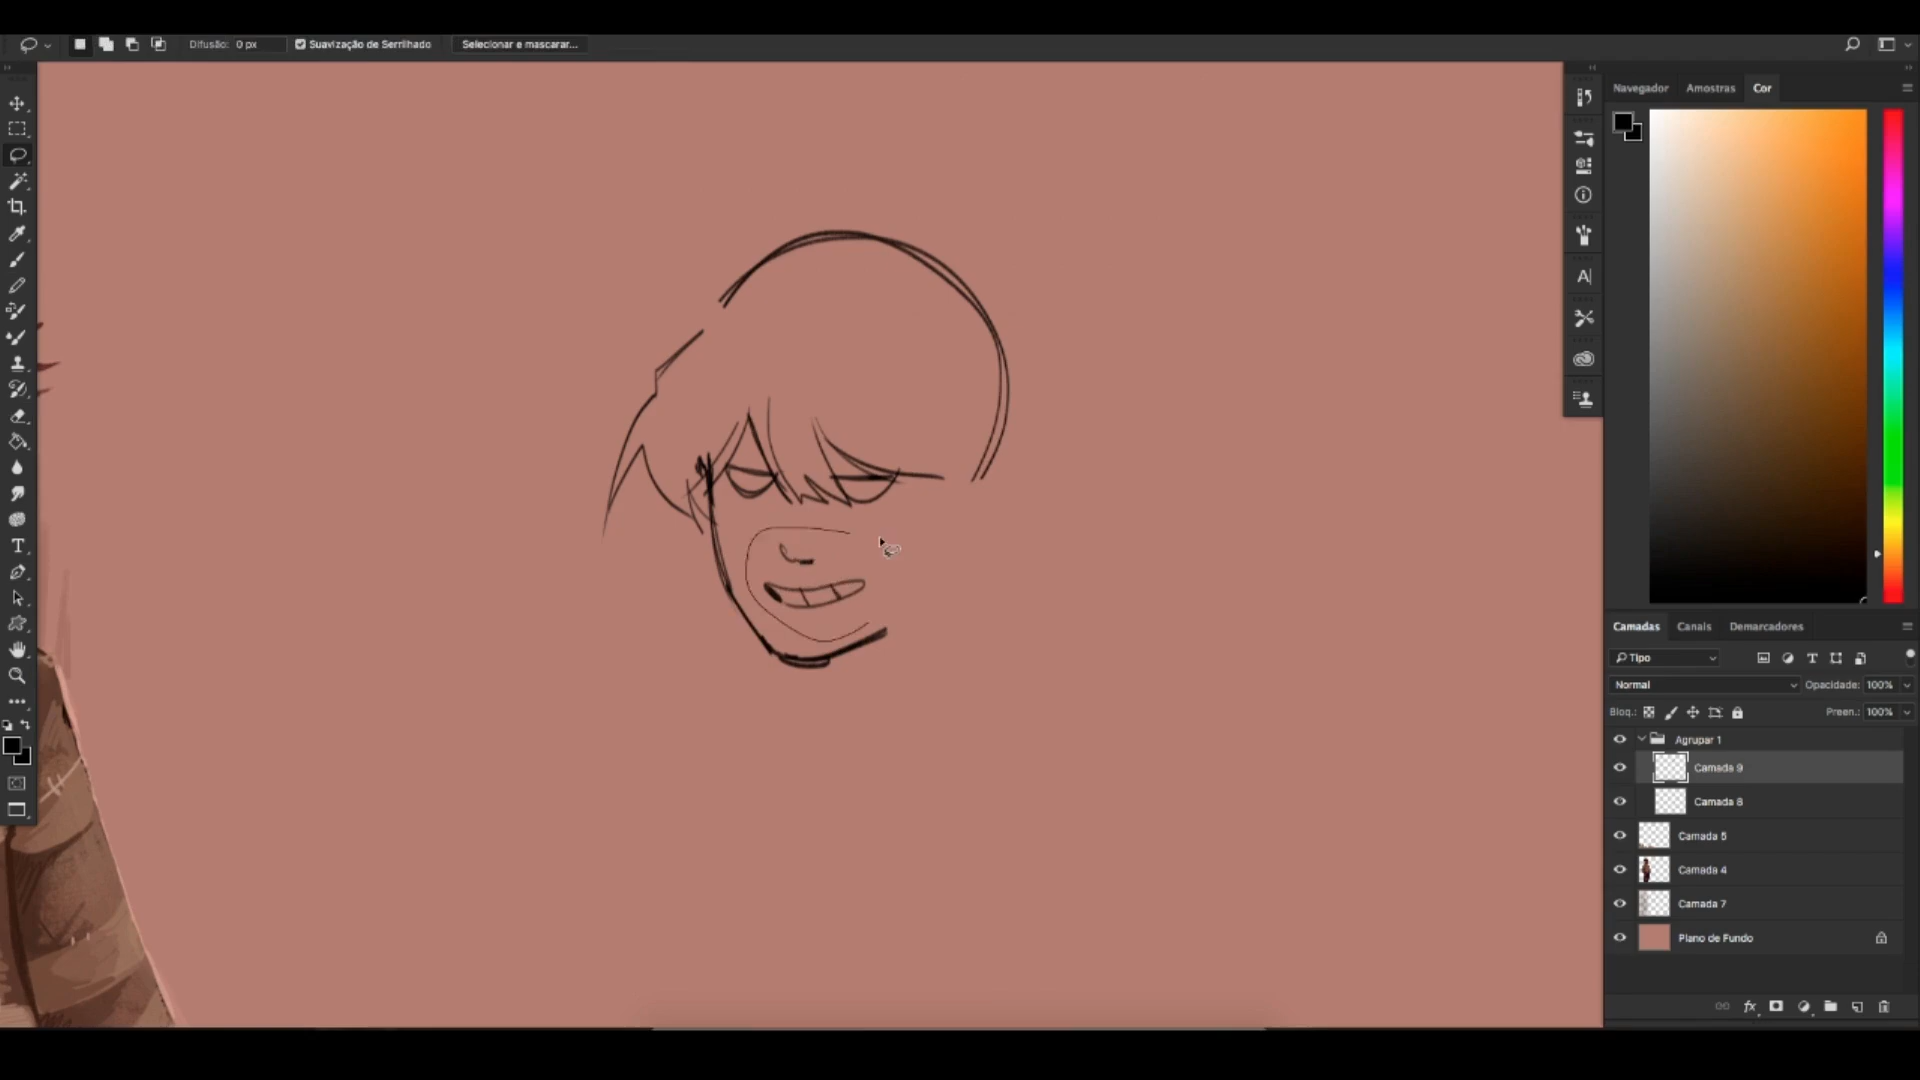 Difusão: 0 px Suavização de Serrilhado Selecionar e mascarar...
Navegador Amostras Cor
Camadas Canais Demarcadores
Tipo
Normal Opacidade: 100%
Bloq.: Preen.: 100%
Agrupar 1
Camada 9
Camada 8
Camada 5
Camada 4
Camada 7
Plano de Fundo